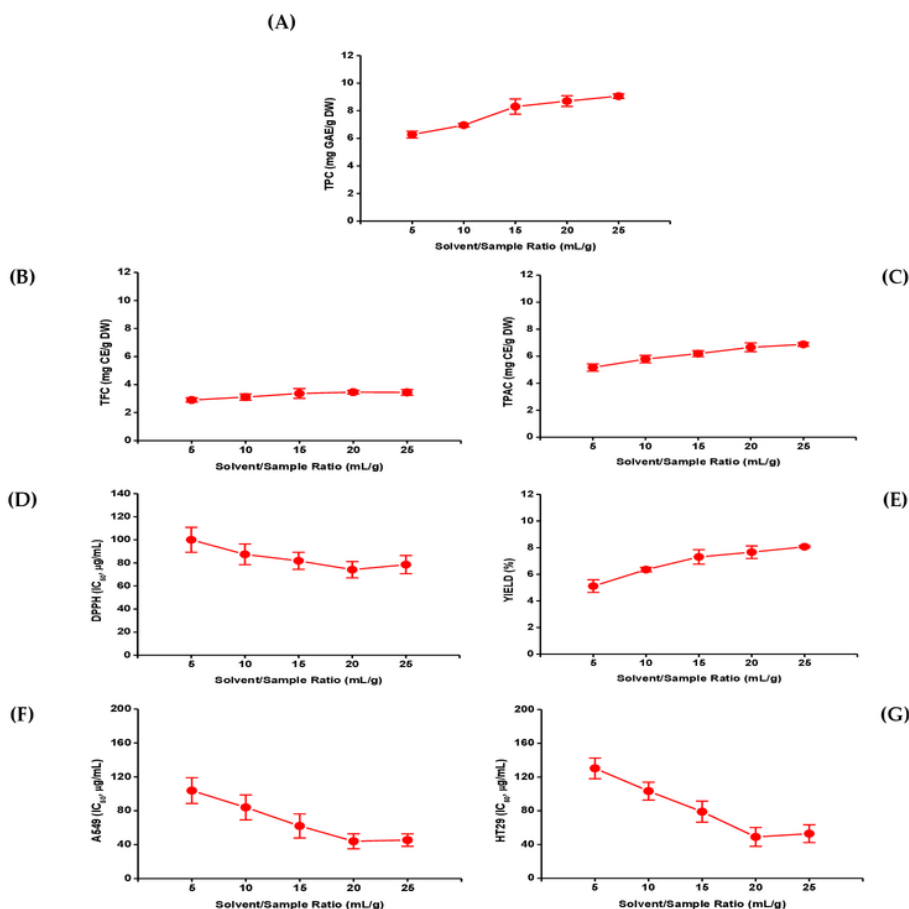 (A)
TPC (mg GAE/g DW)
12
10
8
6
4
2
0
5 10 15 20 25
Solvent/Sample Ratio (mL/g)
(B)
TFC (mg CE/g DW)
12
10
8
6
4
2
0
5 10 15 20 25
Solvent/Sample Ratio (mL/g)
(C)
TPAC (mg CE/g DW)
12
10
8
6
4
2
0
5 10 15 20 25
Solvent/Sample Ratio (mL/g)
(D)
DPPH (IC50, µg/mL)
140
120
100
80
60
40
20
0
5 10 15 20 25
Solvent/Sample Ratio (mL/g)
(E)
YIELD (%)
12
10
8
6
4
2
0
5 10 15 20 25
Solvent/Sample Ratio (mL/g)
(F)
A549 (IC50, µg/mL)
200
160
120
80
40
0
5 10 15 20 25
Solvent/Sample Ratio (mL/g)
(G)
HT29 (IC50, µg/mL)
200
160
120
80
40
0
5 10 15 20 25
Solvent/Sample Ratio (mL/g)